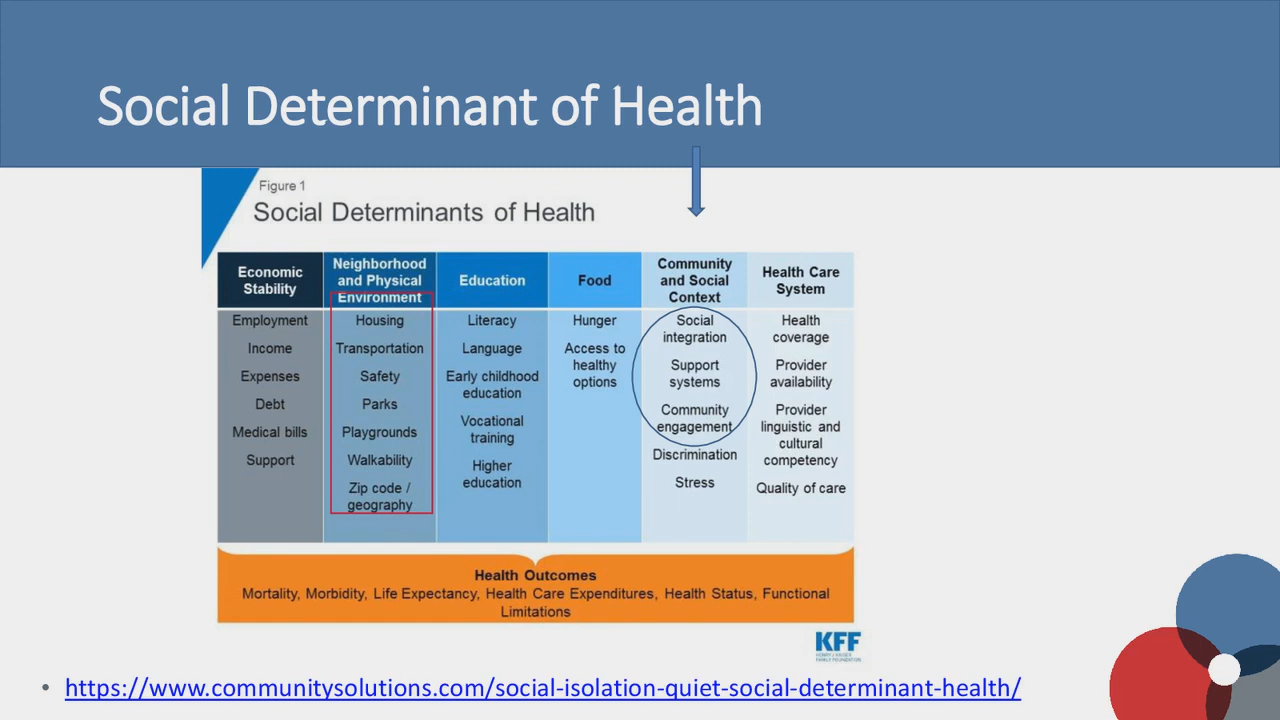 Social Determinant of Health
Figure 1
Social Determinants of Health
Economic
Stability
Employment
Income
Expenses
Debt
Medical bills
Support
Neighborhood
and Physical
Environment
Housing
Transportation
Safety
Parks
Playgrounds
Walkability
Zip code /
geography
Education
Literacy
Language
Early childhood
education
Vocational
training
Higher
education
Food
Hunger
Access to
healthy
options
Community
and Social
Context
Social
integration
Support
systems
Community
engagement
Discrimination
Stress
Health Care
System
Health
coverage
Provider
availability
Provider
linguistic and
cultural
competency
Quality of care
Health Outcomes
Mortality, Morbidity, Life Expectancy, Health Care Expenditures, Health Status, Functional
Limitations
KFF
HENRY J KAISER
FAMILY FOUNDATION
• https://www.communitysolutions.com/social-isolation-quiet-social-determinant-health/